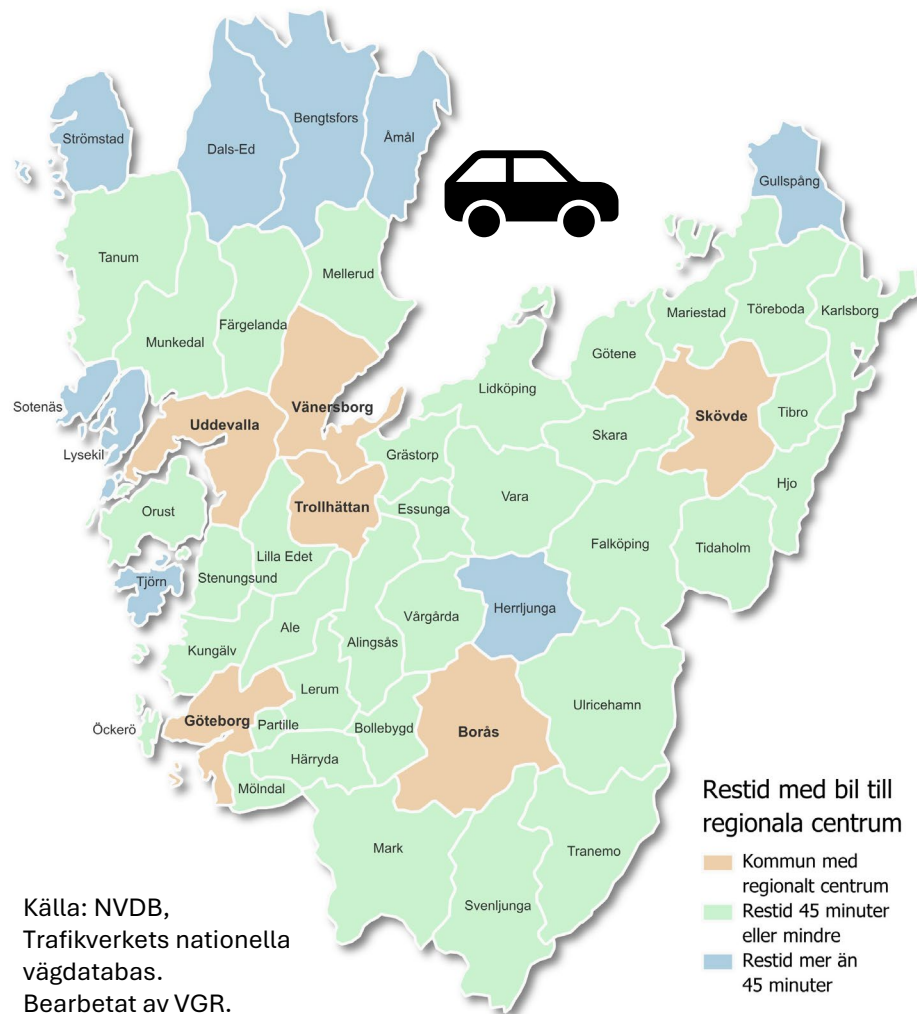 Strömstad
Dals-Ed
Bengtsfors
Åmål
Gullspång
Tanum
Mellerud
Munkedal
Färgelanda
Mariestad
Töreboda
Karlsborg
Götene
Lidköping
Sotenäs
Uddevalla
Vänersborg
Skövde
Tibro
Skara
Lysekil
Grästorp
Hjo
Orust
Trollhättan
Essunga
Vara
Falköping
Tidaholm
Lilla Edet
Tjörn
Stenungsund
Herrljunga
Vårgårda
Ale
Alingsås
Kungälv
Lerum
Ulricehamn
Öckerö
Göteborg
Partille
Bollebygd
Borås
Härryda
Mölndal
Mark
Tranemo
Svenljunga
Restid med bil till
regionala centrum
Kommun med
regionalt centrum
Restid 45 minuter
eller mindre
Restid mer än
45 minuter
Källa: NVDB,
Trafikverkets nationella
vägdatabas.
Bearbetat av VGR.